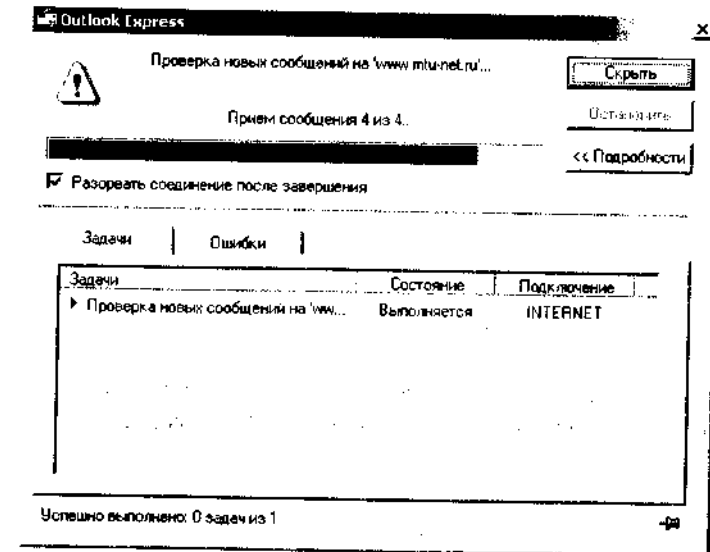 Outlook Express
Проверка новых сообщений на 'www.mtu-net.ru'...
Скрыть
Прием сообщения 4 из 4..
Остановить
<< Подробности
Разорвать соединение после завершения
Задачи Ошибки
Задачи Состояние Подключение
Проверка новых сообщений на 'ww... Выполняется INTERNET
Успешно выполнено: 0 задач из 1